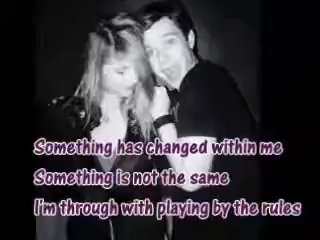 Something has changed within me
Something is not the same
I'm through with playing by the rules